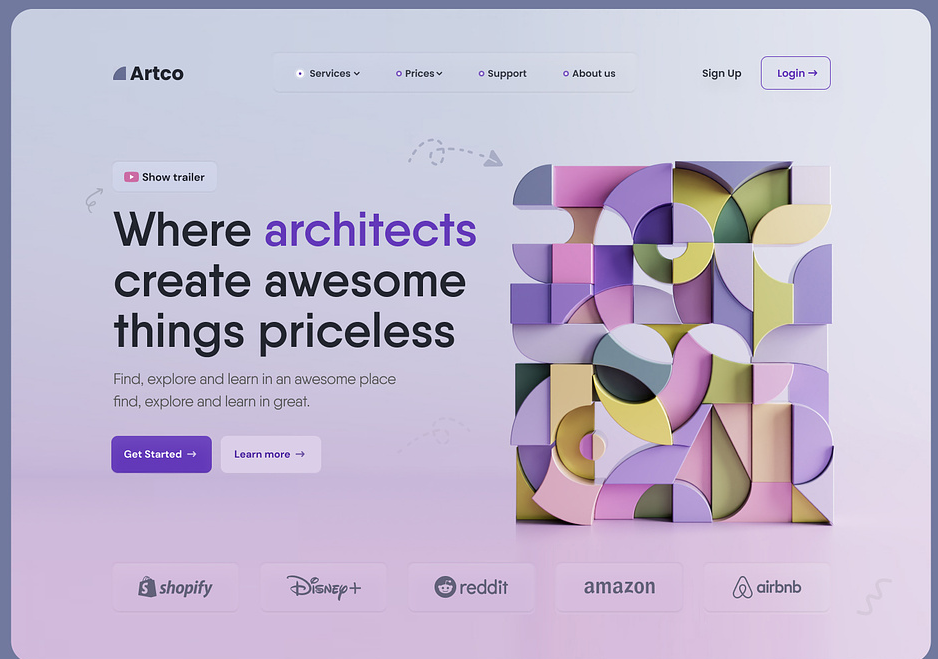 Artco
Services
Prices
Support
About us
Sign Up
Login →
Show trailer
Where architects
create awesome
things priceless
Find, explore and learn in an awesome place
find, explore and learn in great.
Get Started →
Learn more →
shopify
Disney+
reddit
amazon
airbnb